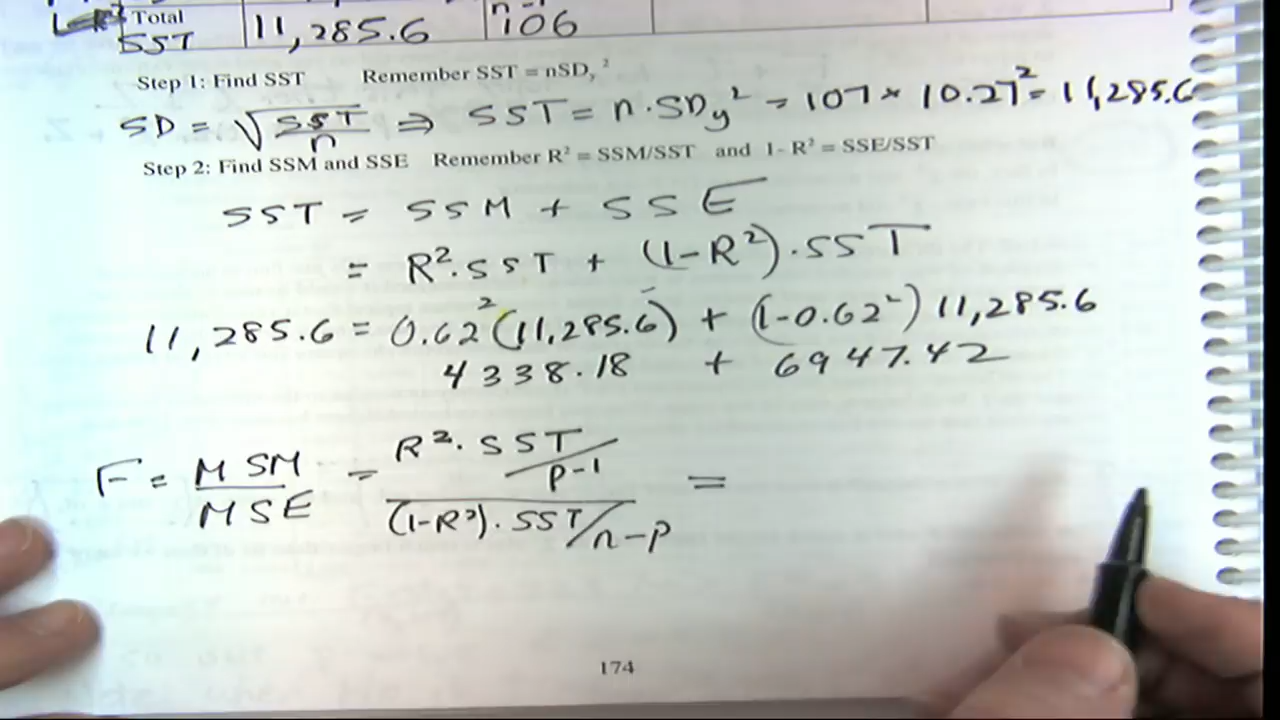 Total n-1
SST 11,285.6 106
Step 1: Find SST Remember SST = nSDy²
SD = √SST/n ⇒ SST = n·SDy² = 107 × 10.27² = 11,285.6
Step 2: Find SSM and SSE Remember R² = SSM/SST and 1- R² = SSE/SST
SST = SSM + SSE
= R²·SST + (1-R²)·SST
11,285.6 = 0.62²(11,285.6) + (1-0.62²) 11,285.6
4338.18 + 6947.42
F = MSM/MSE = R²·SST/p-1 / (1-R²)·SST/n-p =
174